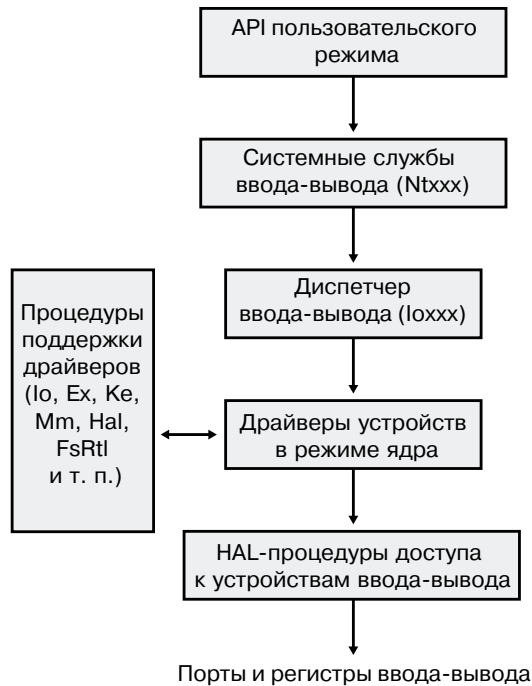 API пользовательского
режима
Системные службы
ввода-вывода (Ntxxx)
Диспетчер
ввода-вывода (Ioxxx)
Процедуры
поддержки
драйверов
(Io, Ex, Ke,
Mm, Hal,
FsRtl
и т. п.)
Драйверы устройств
в режиме ядра
HAL-процедуры доступа
к устройствам ввода-вывода
Порты и регистры ввода-вывода